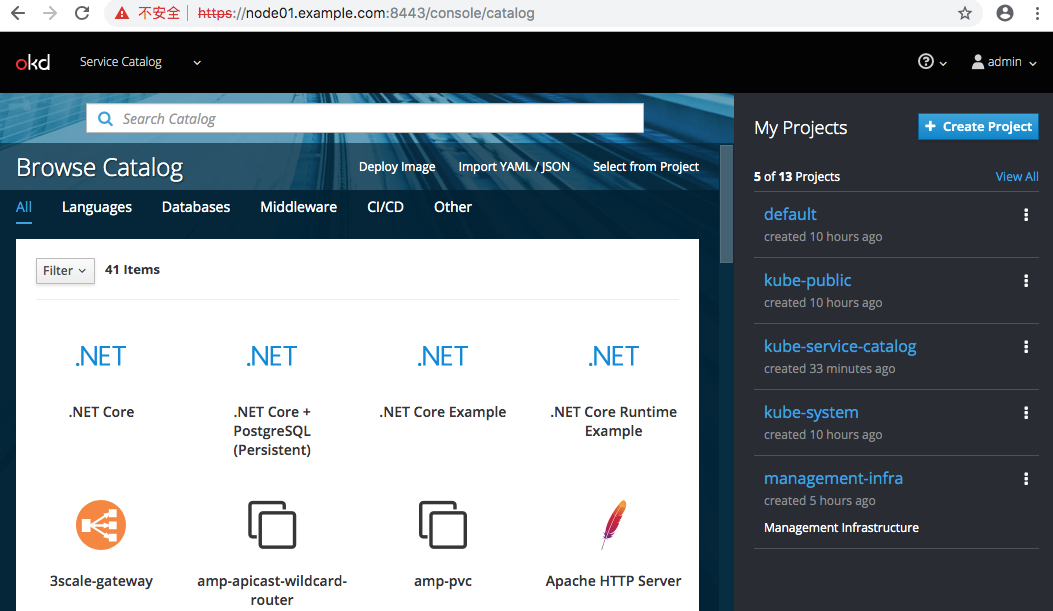 不安全 https://node01.example.com:8443/console/catalog
okd Service Catalog admin
Search Catalog
Browse Catalog Deploy Image Import YAML / JSON Select from Project
All Languages Databases Middleware CI/CD Other
Filter 41 Items
.NET .NET .NET .NET
.NET Core
.NET Core +
PostgreSQL
(Persistent)
.NET Core Example
.NET Core Runtime
Example
3scale-gateway
amp-apicast-wildcard-
router
amp-pvc
Apache HTTP Server
My Projects + Create Project
5 of 13 Projects View All
default
created 10 hours ago
kube-public
created 10 hours ago
kube-service-catalog
created 33 minutes ago
kube-system
created 10 hours ago
management-infra
created 5 hours ago
Management Infrastructure